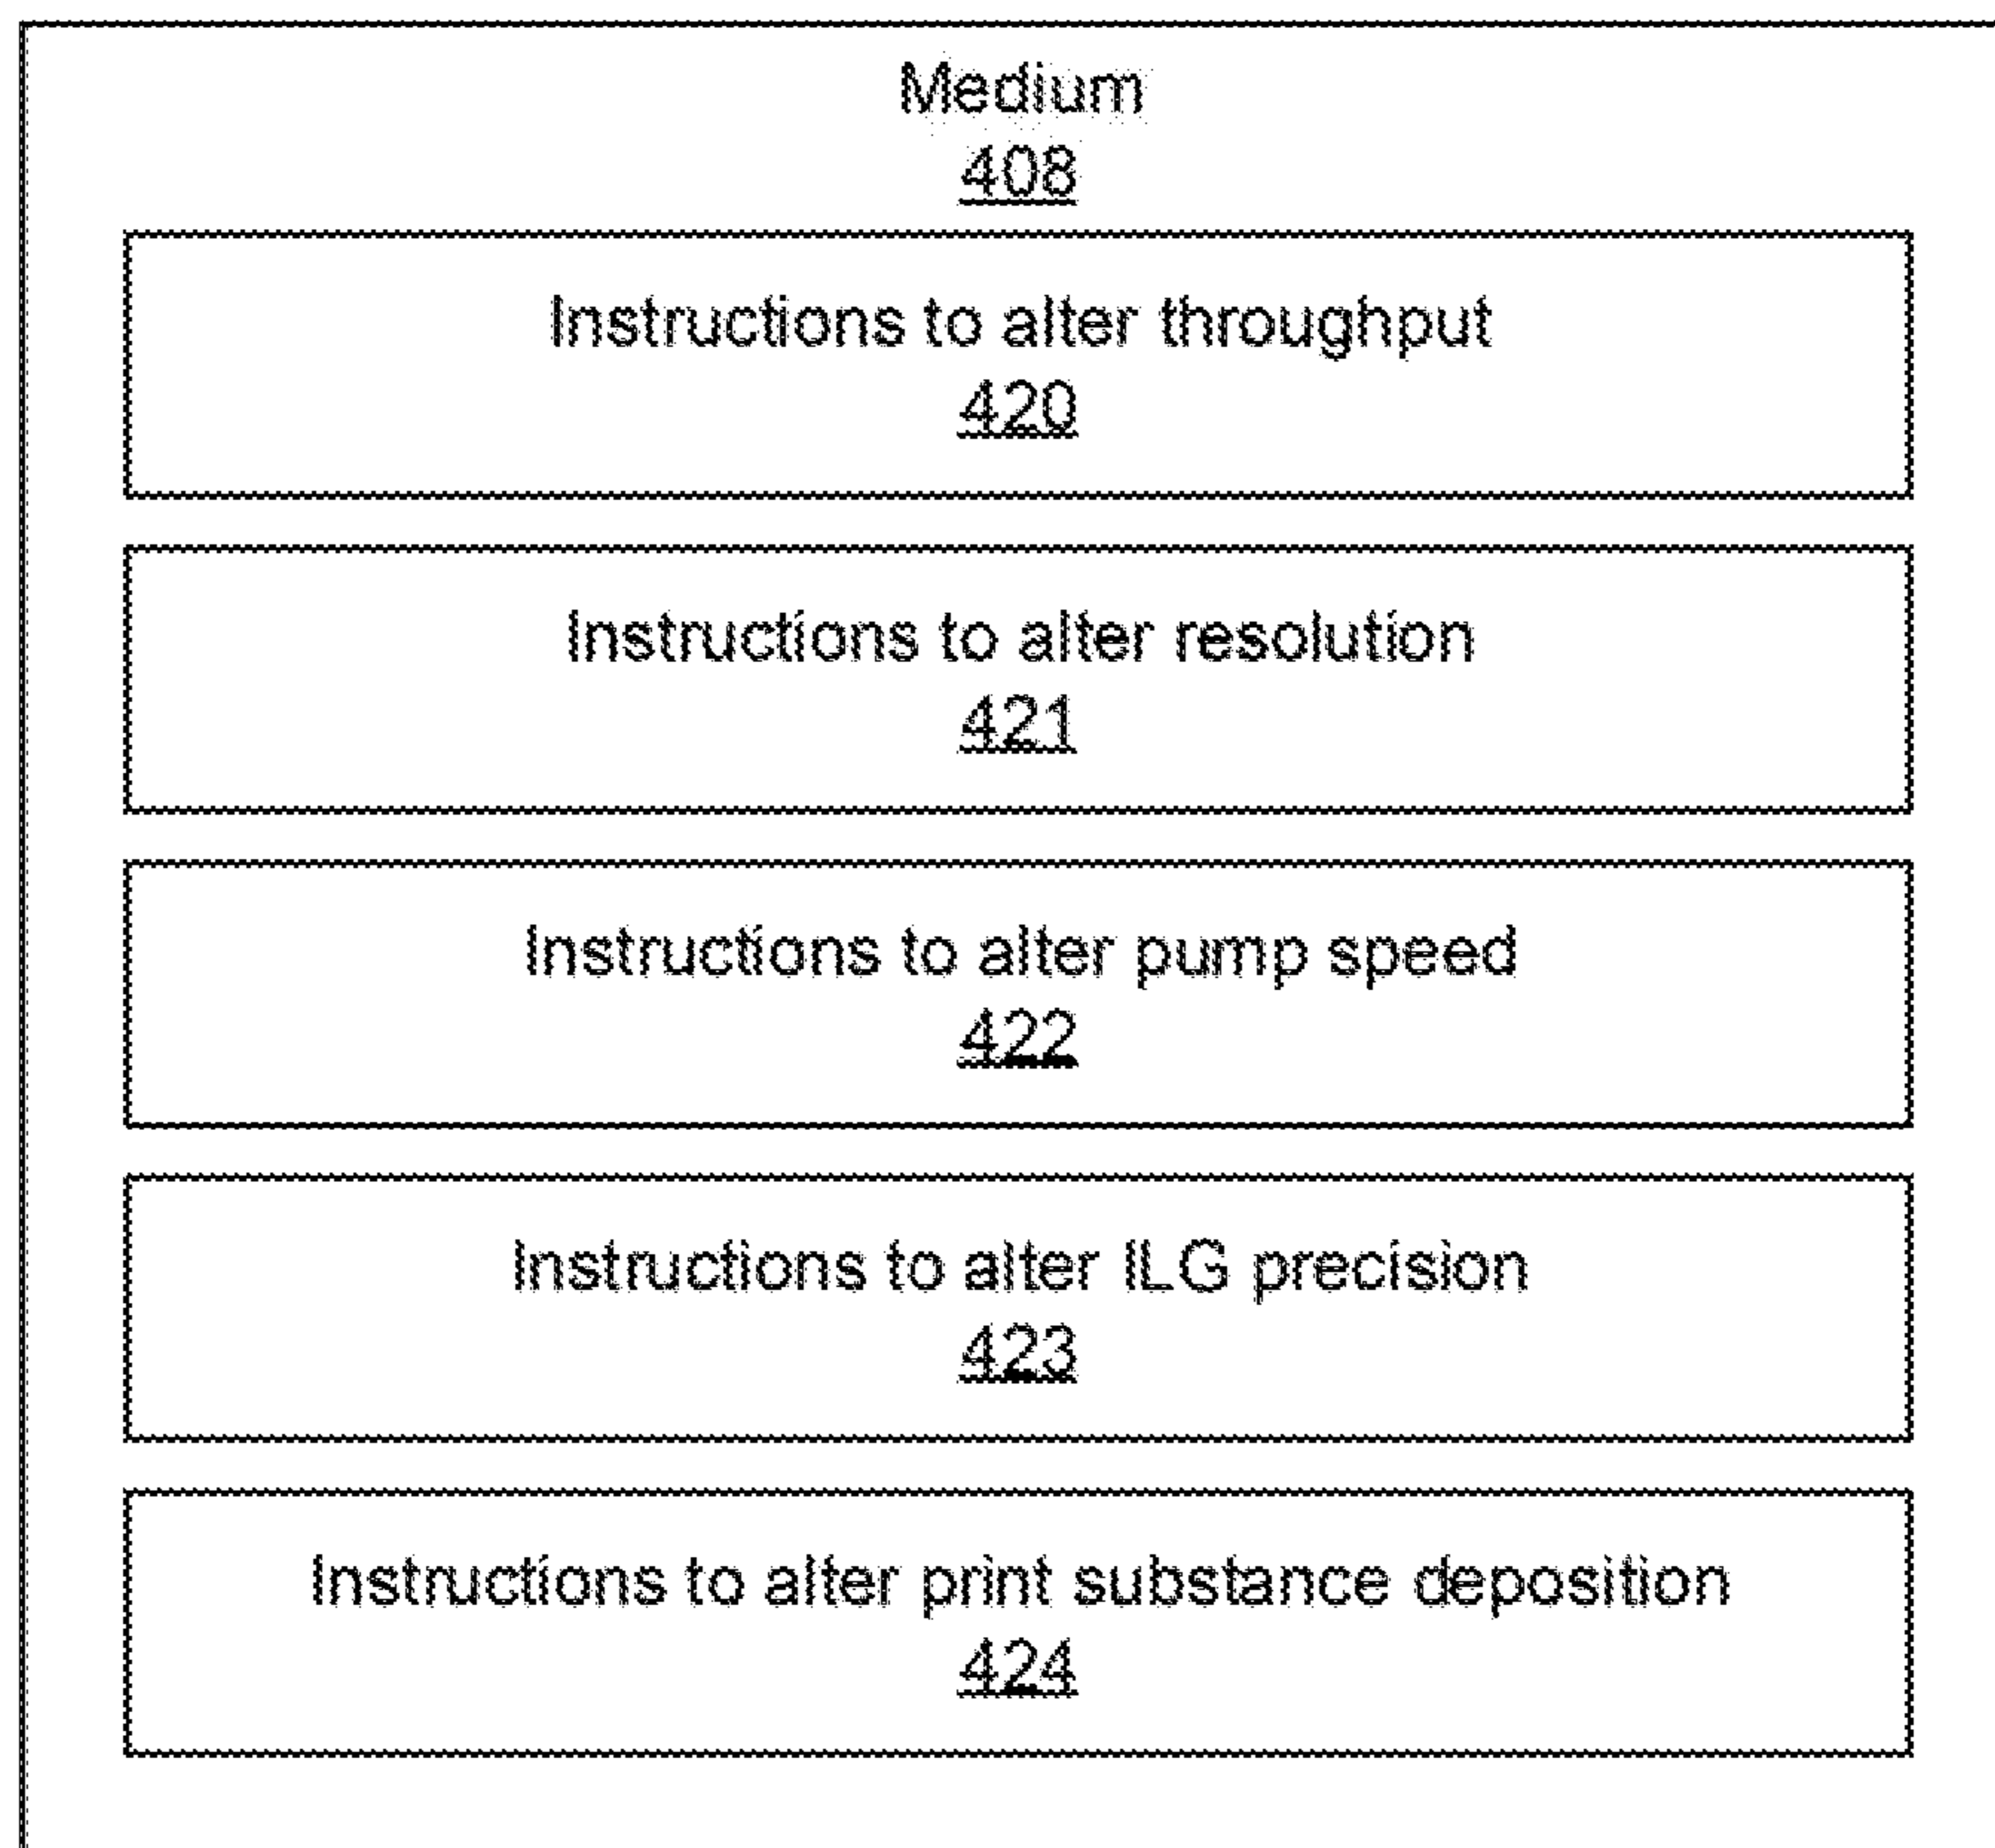 Medium
408
Instructions to alter throughput
420
Instructions to alter resolution
421
Instructions to alter pump speed
422
Instructions to alter ILG precision
423
Instructions to alter print substance deposition
424